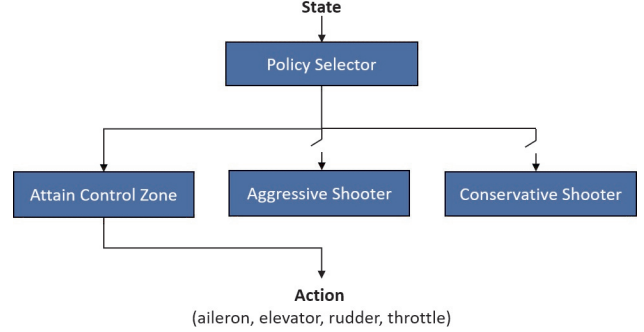 State
Policy Selector
Attain Control Zone
Aggressive Shooter
Conservative Shooter
Action
(aileron, elevator, rudder, throttle)